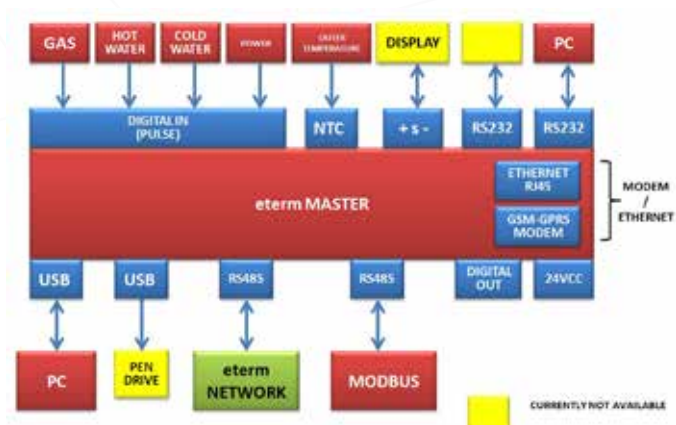 GAS
HOT
WATER
COLD
WATER
POWER
OUTER
TEMPERATURE
DISPLAY
PC
DIGITAL IN
(PULSE)
NTC
+ s -
RS232
RS232
eterm MASTER
ETHERNET
RJ45
GSM-GPRS
MODEM
MODEM
/
ETHERNET
USB
USB
RS485
RS485
DIGITAL
OUT
24VCC
PC
PEN
DRIVE
eterm
NETWORK
MODBUS
CURRENTLY NOT AVAILABLE